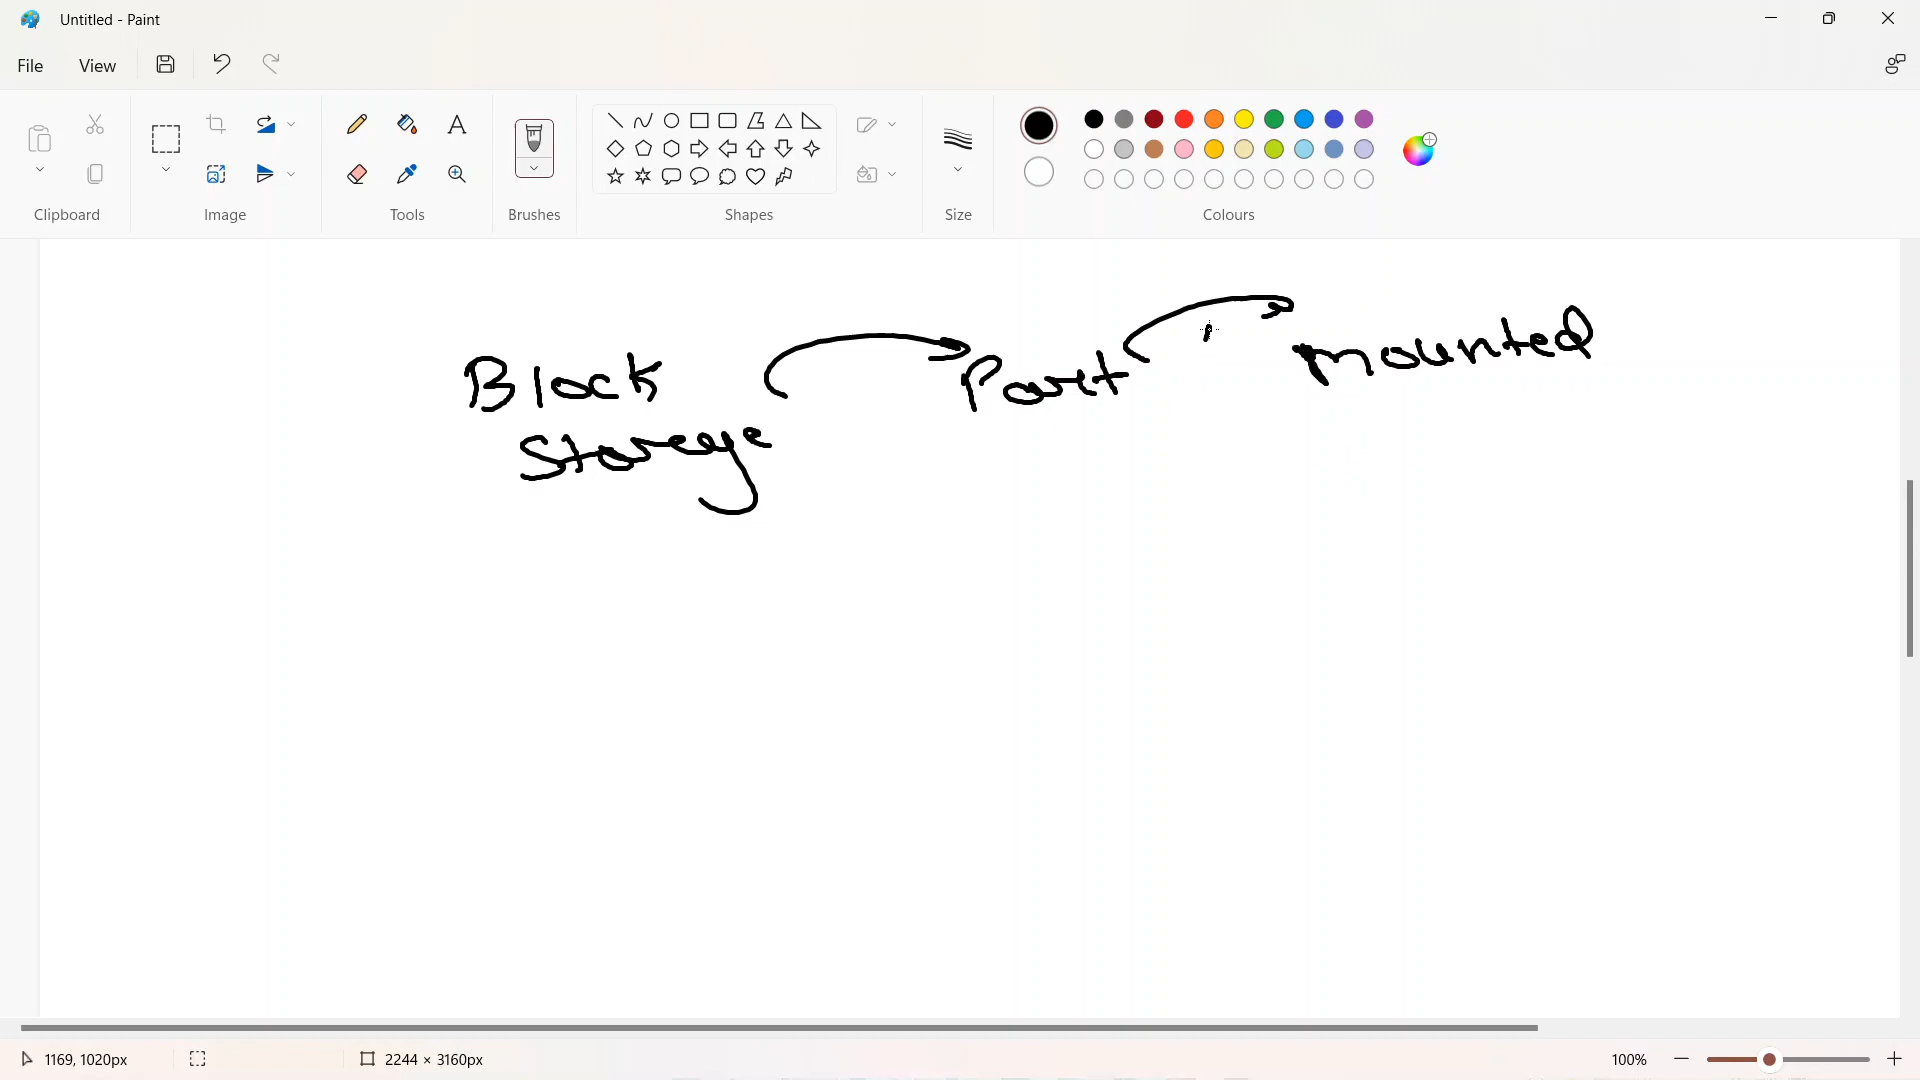 Untitled - Paint
File View
Clipboard Image Tools Brushes Shapes Size Colours
Block Part mounted
Storage
1169, 1020px 2244 × 3160px 100%